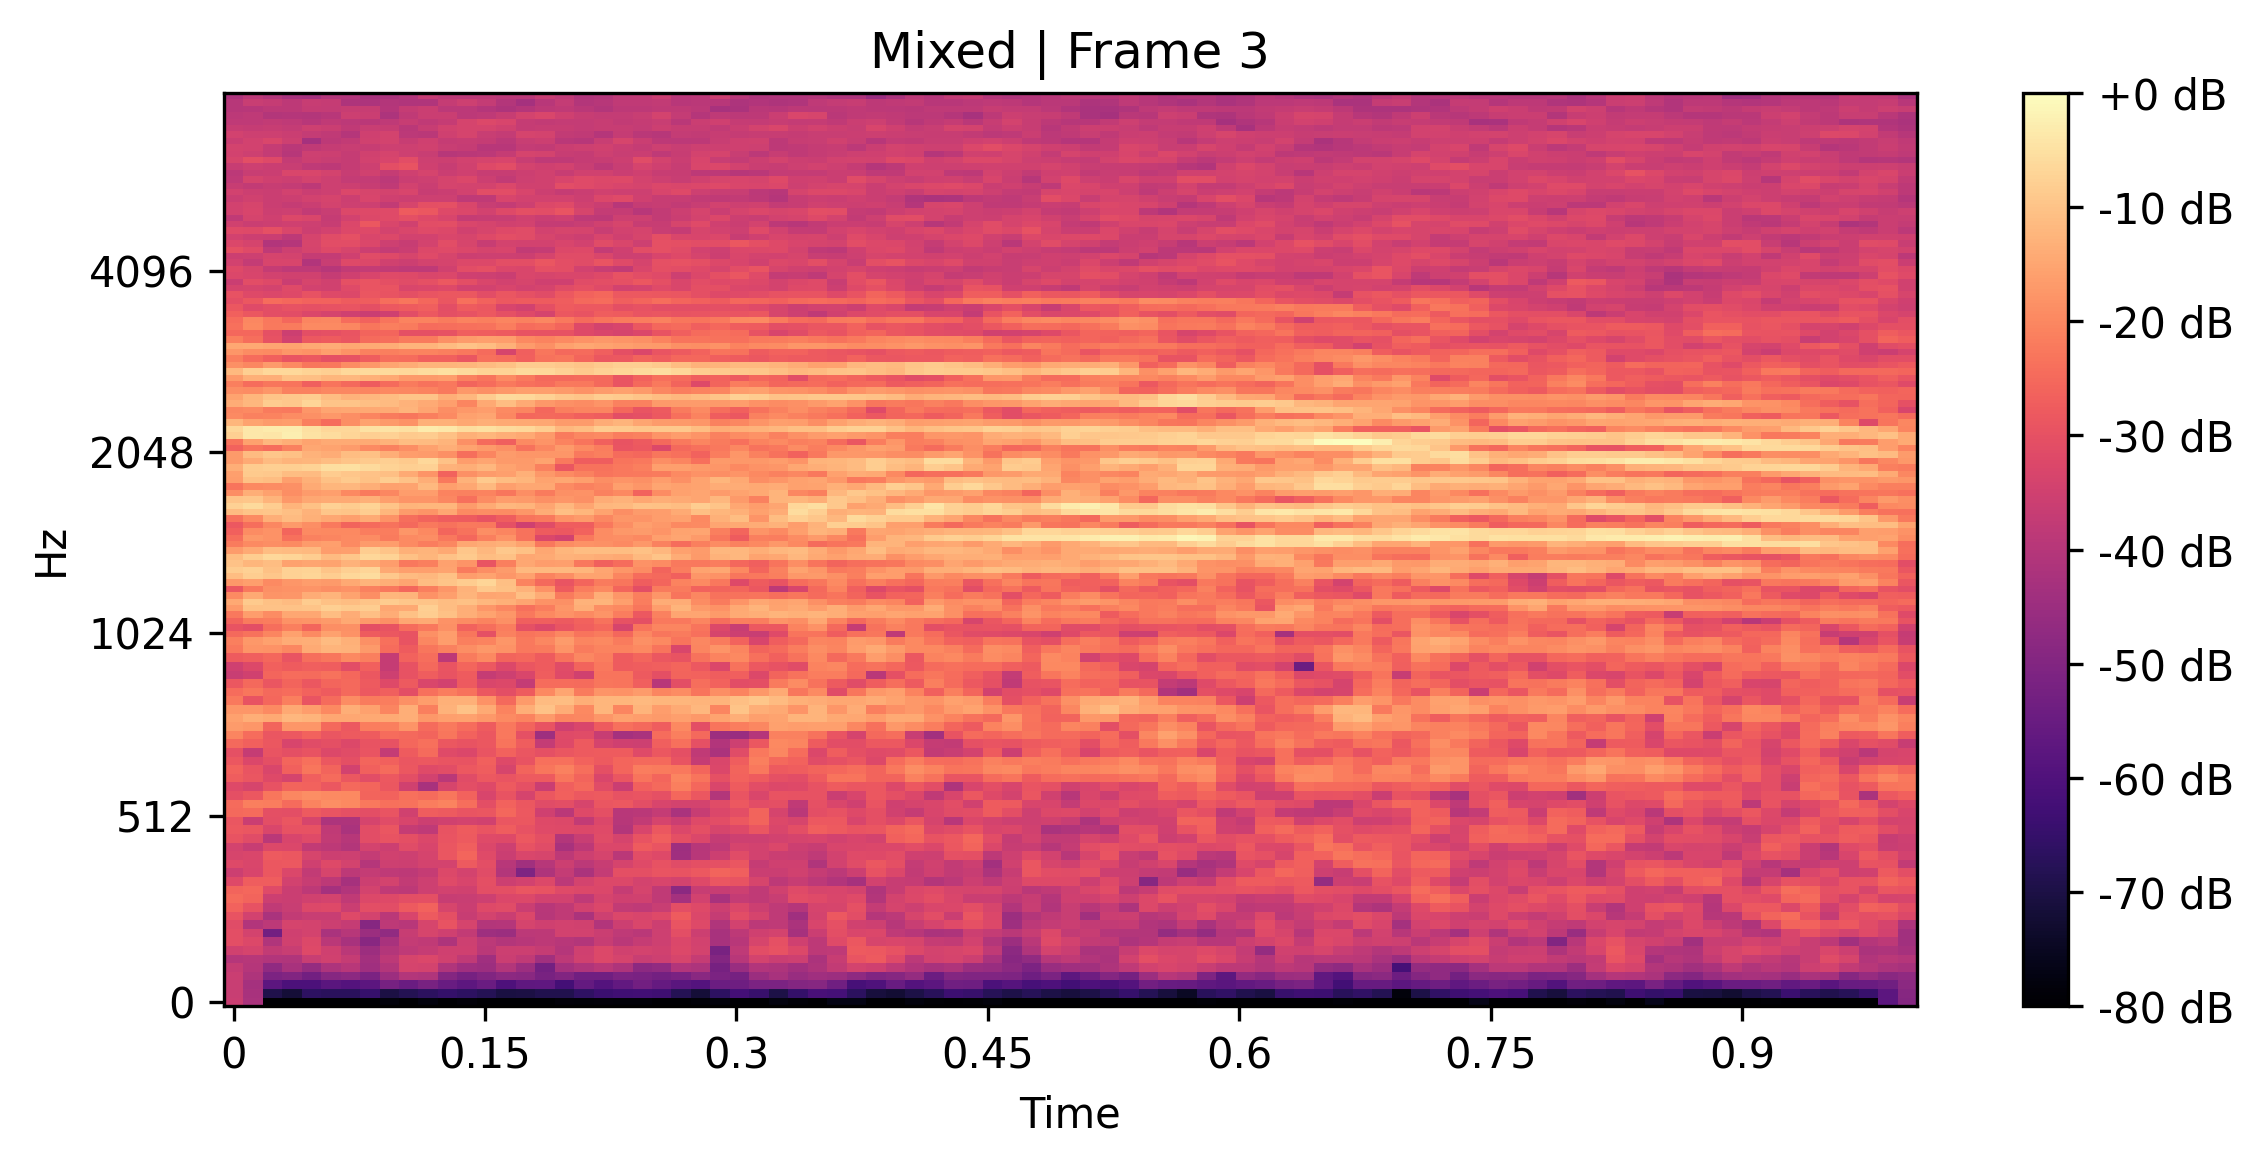 Mixed | Frame 3
+0 dB
-10 dB
-20 dB
-30 dB
-40 dB
-50 dB
-60 dB
-70 dB
-80 dB
4096
2048
1024
512
0
Hz
0
0.15
0.3
0.45
0.6
0.75
0.9
Time